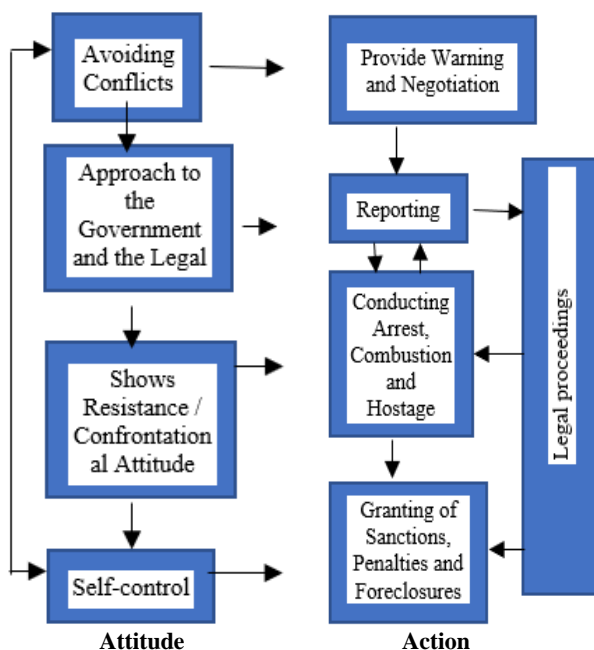 Avoiding
Conflicts
Approach to
the
Government
and the Legal
Shows
Resistance /
Confrontation
al Attitude
Self-control
Attitude
Provide Warning
and Negotiation
Reporting
Conducting
Arrest,
Combustion
and
Hostage
Granting of
Sanctions,
Penalties and
Foreclosures
Action
Legal proceedings